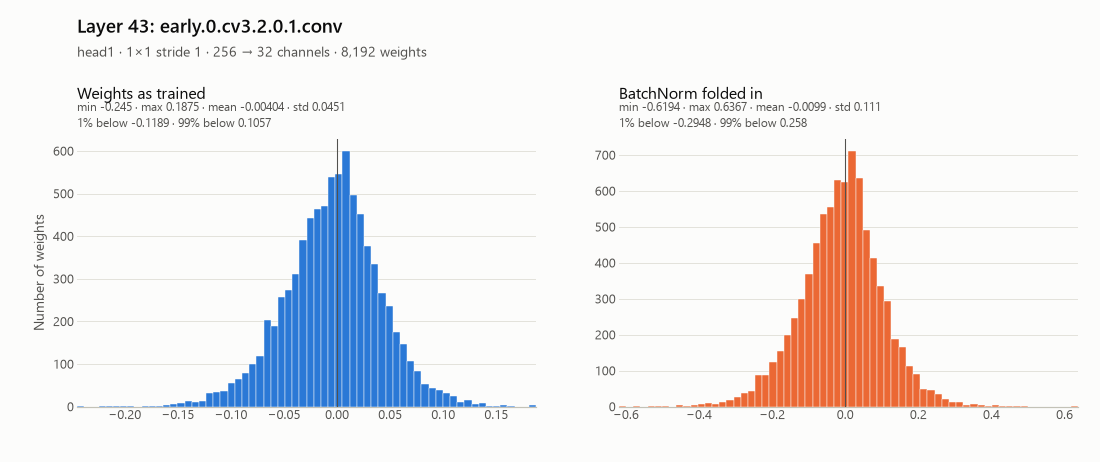 Layer 43: early.0.cv3.2.0.1.conv
head1 · 1×1 stride 1 · 256 → 32 channels · 8,192 weights
Weights as trained
min -0.245 · max 0.1875 · mean -0.00404 · std 0.0451
1% below -0.1189 · 99% below 0.1057
Number of weights
600
500
400
300
200
100
0
−0.20 −0.15 −0.10 −0.05 0.00 0.05 0.10 0.15
BatchNorm folded in
min -0.6194 · max 0.6367 · mean -0.0099 · std 0.111
1% below -0.2948 · 99% below 0.258
700
600
500
400
300
200
100
0
−0.6 −0.4 −0.2 0.0 0.2 0.4 0.6